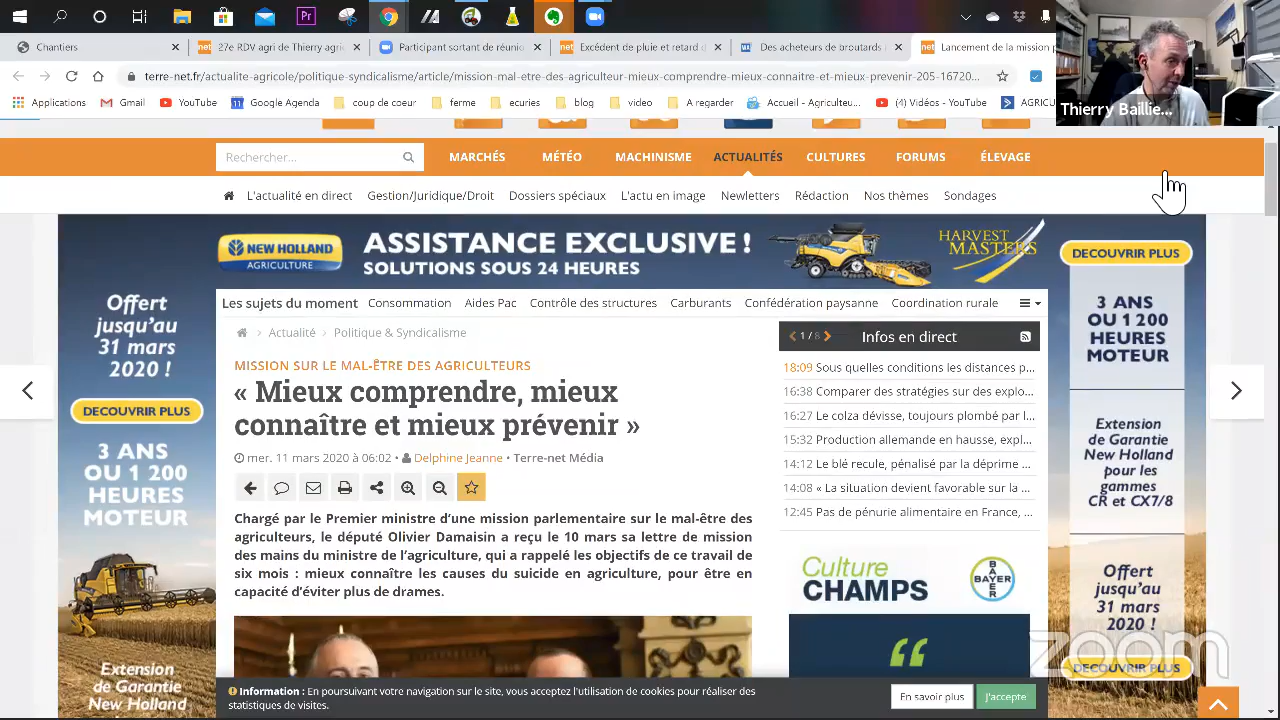 Chantiers
2XK RDV agri de Thierry agric
Participant sortant de réunio
Excédent de pluie et retard d
Des acheteurs de broutards
Lancement de la mission p
terre-net.fr/actualite-agricole/politique-syndicalisme/article/mal-etre-des-agriculteur-mieux-comprendre-mieux-connaitre-et-mieux-prevenir-205-16720...
Applications
Gmail
YouTube
Google Agenda
coup de coeur
ferme
ecuries
blog
video
A regarder
Accueil - Agriculteu...
(4) Vidéos - YouTube
AGRICU
Thierry Baillie...
Rechercher...
MARCHÉS
MÉTÉO
MACHINISME
ACTUALITÉS
CULTURES
FORUMS
ÉLEVAGE
L'actualité en direct
Gestion/Juridique/Droit
Dossiers spéciaux
L'actu en image
Newletters
Rédaction
Nos thèmes
Sondages
NEW HOLLAND
AGRICULTURE
ASSISTANCE EXCLUSIVE !
SOLUTIONS SOUS 24 HEURES
HARVEST
MASTERS
DECOUVRIR PLUS
Offert
jusqu'au
31 mars
2020 !
DECOUVRIR PLUS
3 ANS
OU 1 200
HEURES
MOTEUR
Extension
de Garantie
New Holland
Les sujets du moment
Consommation
Aides Pac
Contrôle des structures
Carburants
Confédération paysanne
Coordination rurale
Actualité > Politique & Syndicalisme
MISSION SUR LE MAL-ÊTRE DES AGRICULTEURS
« Mieux comprendre, mieux
connaître et mieux prévenir »
mer. 11 mars 2020 à 06:02 • Delphine Jeanne • Terre-net Média
Chargé par le Premier ministre d'une mission parlementaire sur le mal-être des
agriculteurs, le député Olivier Damaisin a reçu le 10 mars sa lettre de mission
des mains du ministre de l'agriculture, qui a rappelé les objectifs de ce travail de
six mois : mieux connaître les causes du suicide en agriculture, pour être en
capacité d'éviter plus de drames.
1 / 8
Infos en direct
18:09 Sous quelles conditions les distances p...
16:38 Comparer des stratégies sur des explo...
16:27 Le colza dévisse, toujours plombé par l...
15:32 Production allemande en hausse, expl...
14:12 Le blé recule, pénalisé par la déprime ...
14:08 « La situation devient favorable sur la ...
12:45 Pas de pénurie alimentaire en France, ...
Culture
CHAMPS
BAYER
BAYER
3 ANS
OU 1 200
HEURES
MOTEUR
Extension
de Garantie
New Holland
pour les
gammes
CR et CX7/8
Offert
jusqu'au
31 mars
2020 !
DECOUVRIR PLUS
zoom
Information : En poursuivant votre navigation sur le site, vous acceptez l'utilisation de cookies pour réaliser des
En savoir plus
J'accepte